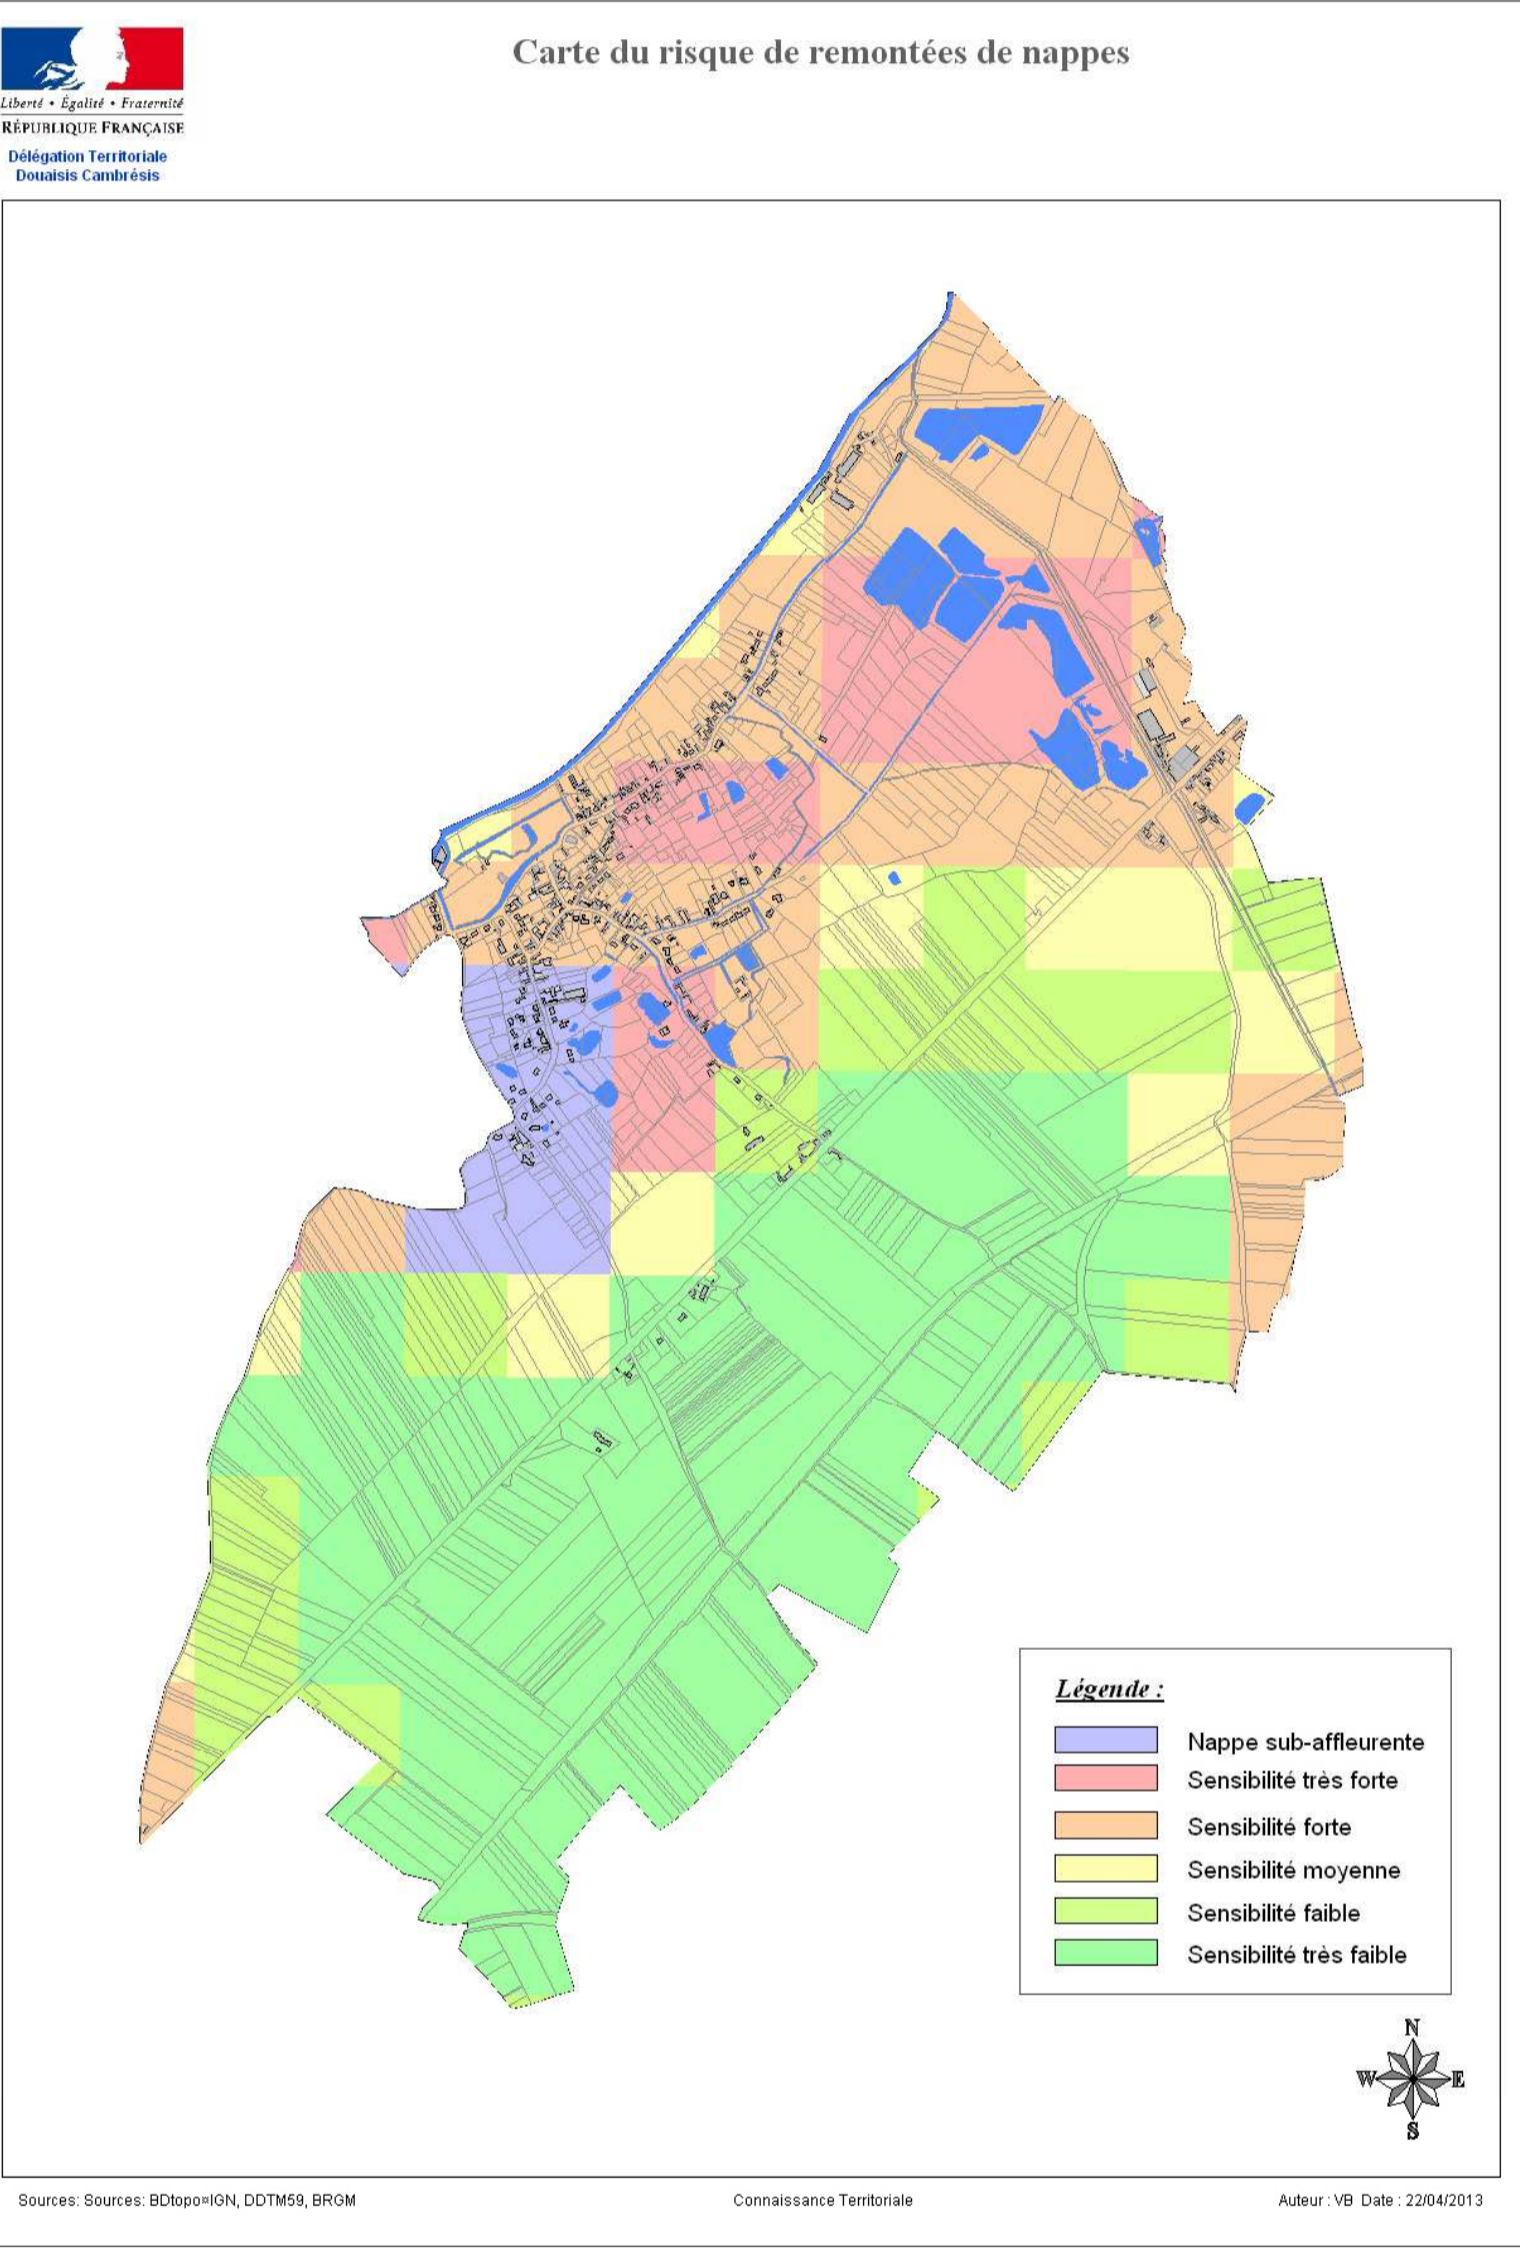 Carte du risque de remontées de nappes
Liberté • Égalité • Fraternité
RÉPUBLIQUE FRANÇAISE
Délégation Territoriale
Douaisis Cambrésis
Légende :
Nappe sub-affleurente
Sensibilité très forte
Sensibilité forte
Sensibilité moyenne
Sensibilité faible
Sensibilité très faible
N
W E
S
Sources: Sources: BDtopo¤IGN, DDTM59, BRGM
Connaissance Territoriale
Auteur : VB Date : 22/04/2013